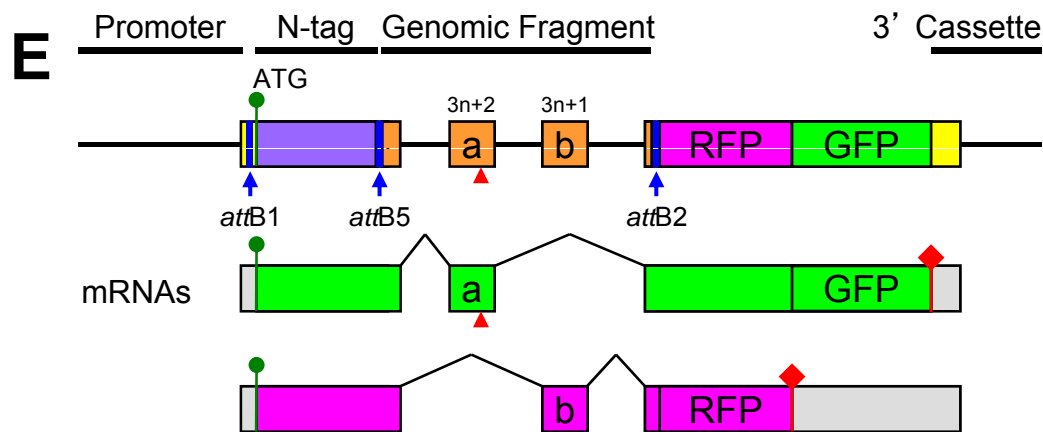 Promoter N-tag Genomic Fragment 3’ Cassette
E
ATG
3n+2 3n+1
a b RFP GFP
attB1 attB5 attB2
mRNAs a GFP
b RFP